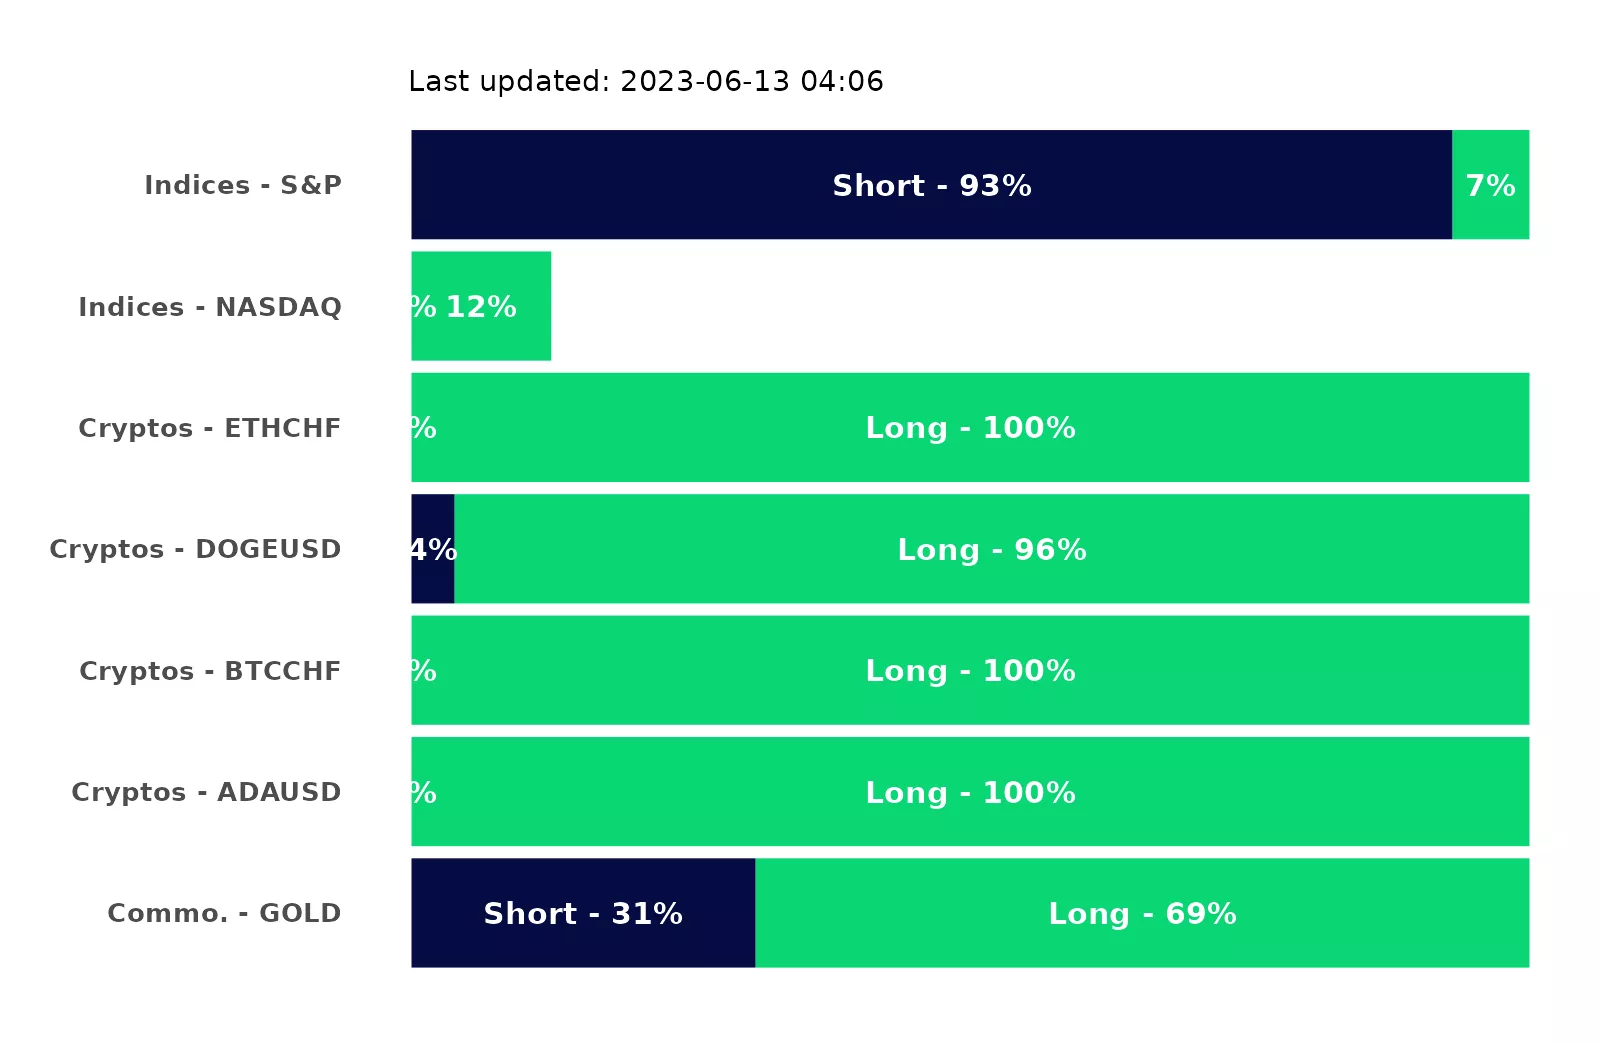 Last updated: 2023-06-13 04:06
Indices - S&P Short - 93% 7%
Indices - NASDAQ % 12%
Cryptos - ETHCHF % Long - 100%
Cryptos - DOGEUSD 4% Long - 96%
Cryptos - BTCCHF % Long - 100%
Cryptos - ADAUSD % Long - 100%
Commo. - GOLD Short - 31% Long - 69%